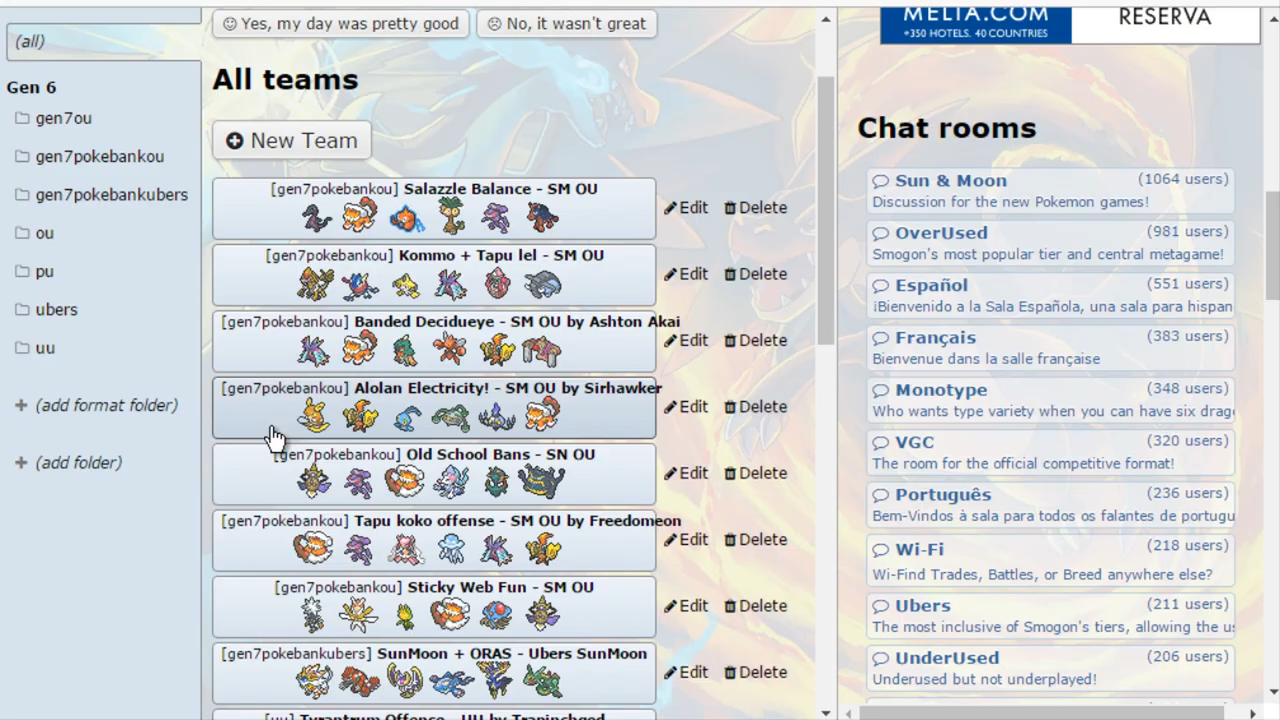 (all)
Gen 6
gen7ou
gen7pokebankou
gen7pokebankubers
ou
pu
ubers
uu
(add format folder)
(add folder)
Yes, my day was pretty good
No, it wasn't great
All teams
New Team
[gen7pokebankou] Salazzle Balance - SM OU
Edit Delete
[gen7pokebankou] Kommo + Tapu lel - SM OU
Edit Delete
[gen7pokebankou] Banded Decidueye - SM OU by Ashton Akai
Edit Delete
[gen7pokebankou] Alolan Electricity! - SM OU by Sirhawker
Edit Delete
[gen7pokebankou] Old School Bans - SN OU
Edit Delete
[gen7pokebankou] Tapu koko offense - SM OU by Freedomeon
Edit Delete
[gen7pokebankou] Sticky Web Fun - SM OU
Edit Delete
[gen7pokebankubers] SunMoon + ORAS - Ubers SunMoon
Edit Delete
[uu] Tyrantrum Offence - UU by Trapinched
MELIA.COM
+350 HOTELS. 40 COUNTRIES
RESERVA
Chat rooms
Sun & Moon (1064 users)
Discussion for the new Pokemon games!
OverUsed (981 users)
Smogon's most popular tier and central metagame!
Español (551 users)
¡Bienvenido a la Sala Española, una sala para hispan
Français (383 users)
Bienvenue dans la salle française
Monotype (348 users)
Who wants type variety when you can have six drag
VGC (320 users)
The room for the official competitive format!
Português (236 users)
Bem-Vindos à sala para todos os falantes de portugu
Wi-Fi (218 users)
Wi-Find Trades, Battles, or Breed anywhere else?
Ubers (211 users)
The most inclusive of Smogon's tiers, allowing the u
UnderUsed (206 users)
Underused but not underplayed!